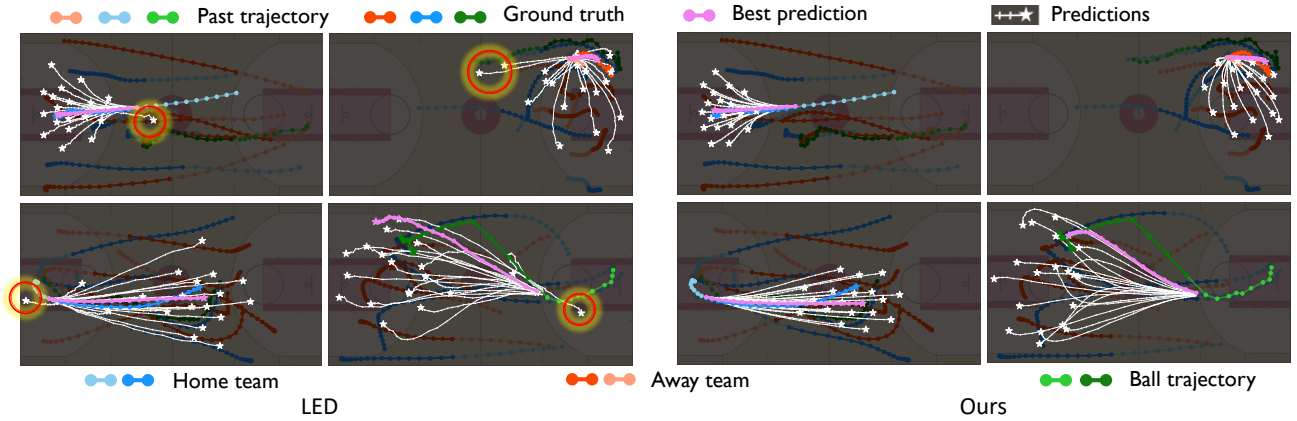 Past trajectory
Ground truth
Best prediction
Predictions
Home team
Away team
Ball trajectory
LED
Ours